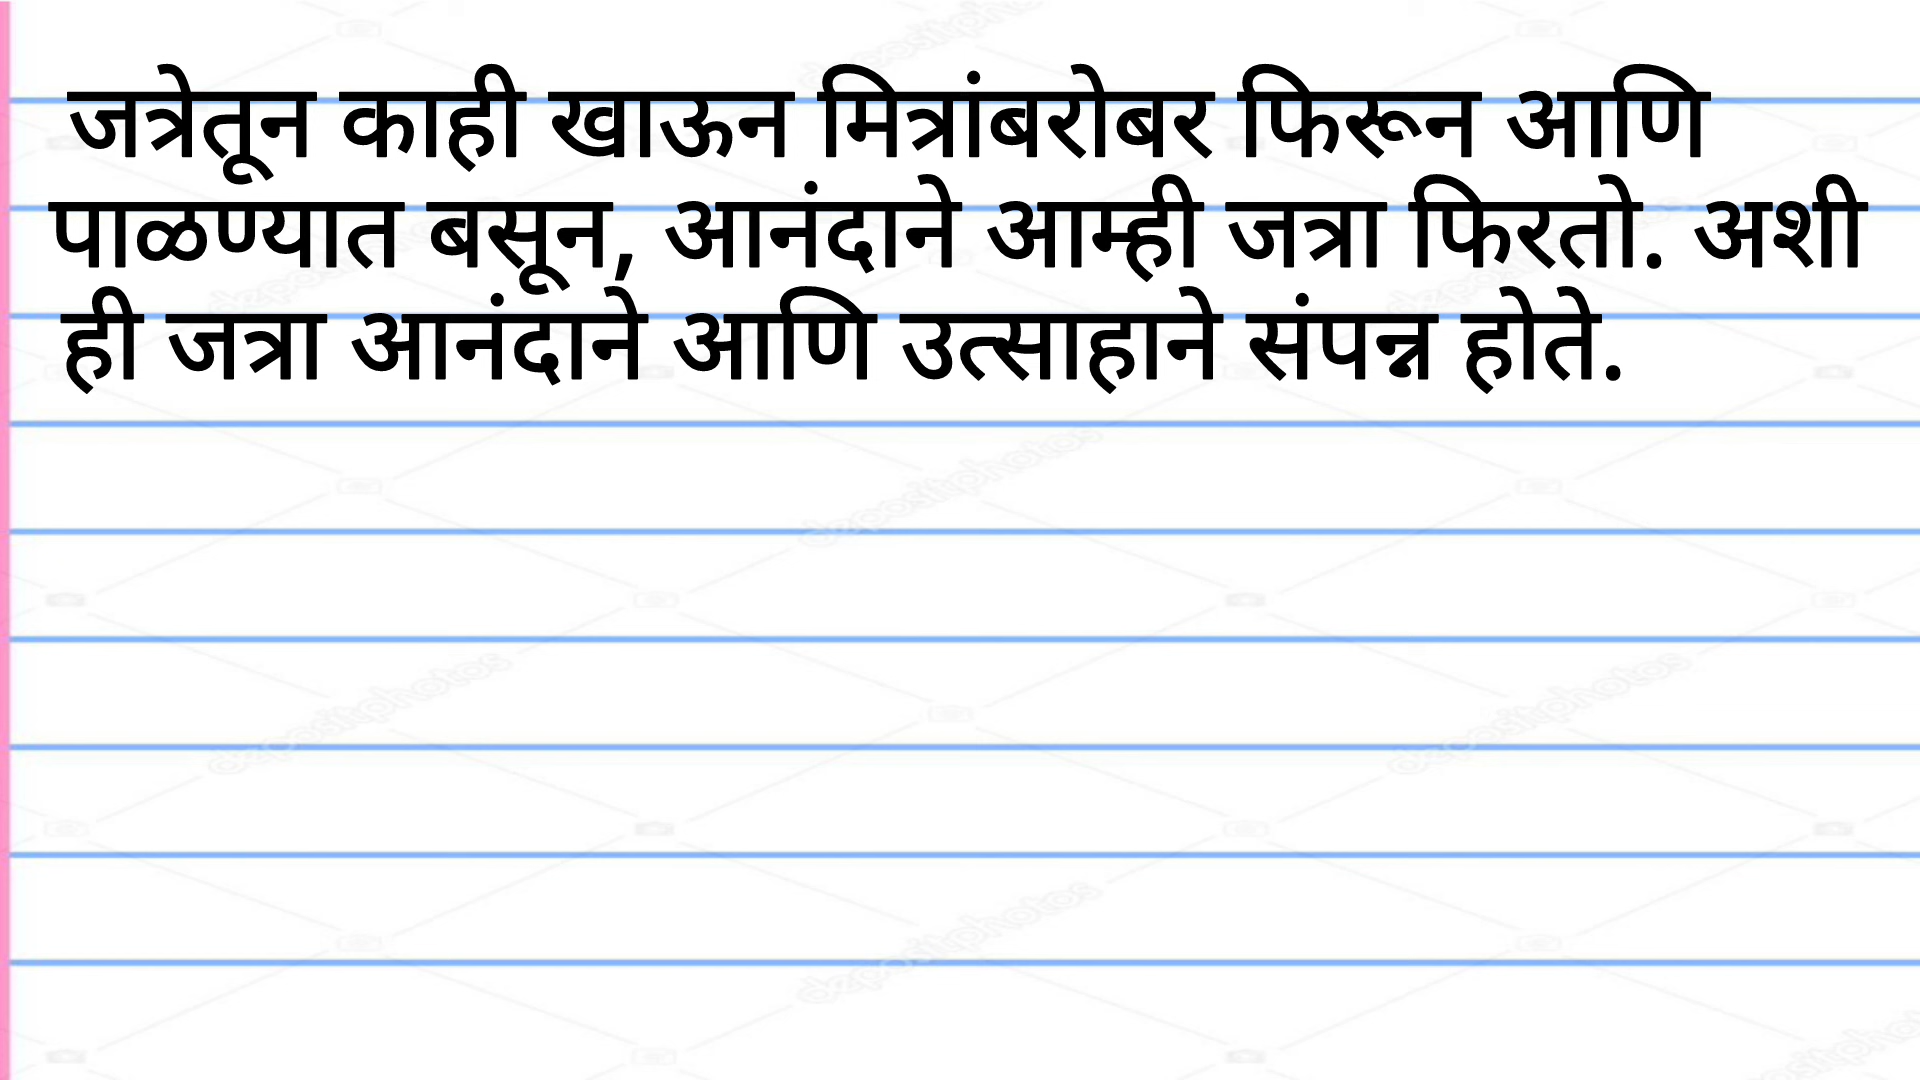 जत्रेतून काही खाऊन मित्रांबरोबर फिरून आणि
पाळण्यात बसून, आनंदाने आम्ही जत्रा फिरतो. अशी
ही जत्रा आनंदाने आणि उत्साहाने संपन्न होते.